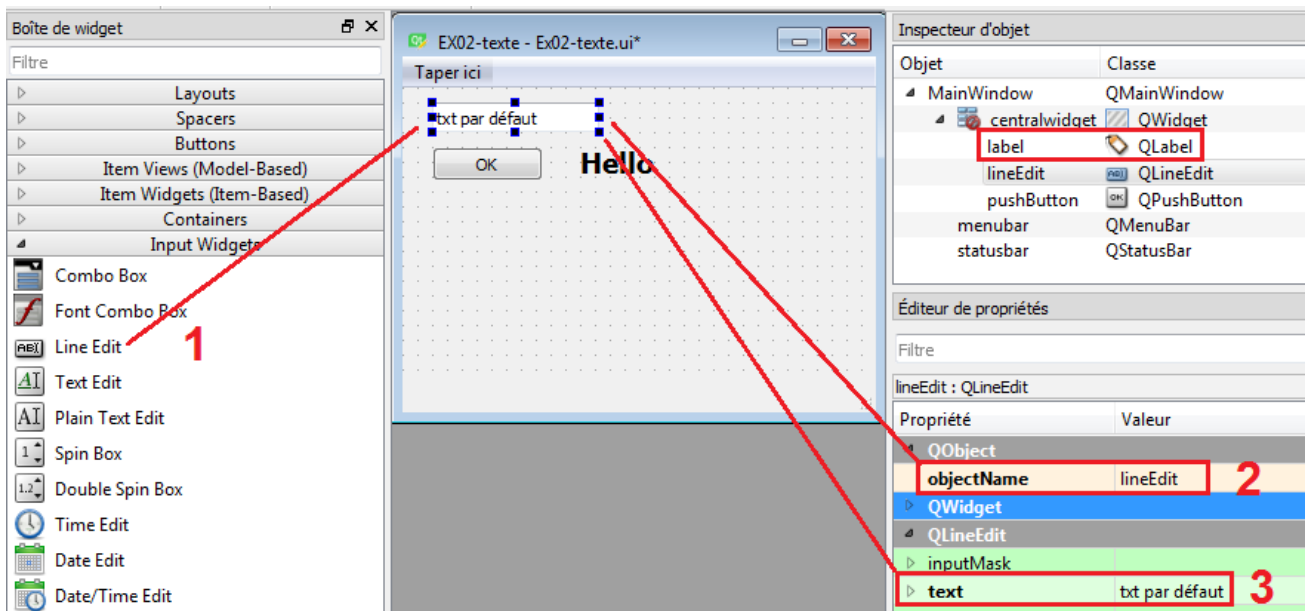 Boîte de widget
Filtre
Layouts
Spacers
Buttons
Item Views (Model-Based)
Item Widgets (Item-Based)
Containers
Input Widgets
Combo Box
Font Combo Box
Line Edit
Text Edit
Plain Text Edit
Spin Box
Double Spin Box
Time Edit
Date Edit
Date/Time Edit
1
EX02-texte - Ex02-texte.ui*
Taper ici
txt par défaut
OK
Hello
Inspecteur d'objet
Objet Classe
MainWindow QMainWindow
centralwidget QWidget
label QLabel
lineEdit QLineEdit
pushButton QPushButton
menubar QMenuBar
statusbar QStatusBar
Éditeur de propriétés
Filtre
lineEdit : QLineEdit
Propriété Valeur
QObject
objectName lineEdit 2
QWidget
QLineEdit
inputMask
text txt par défaut 3